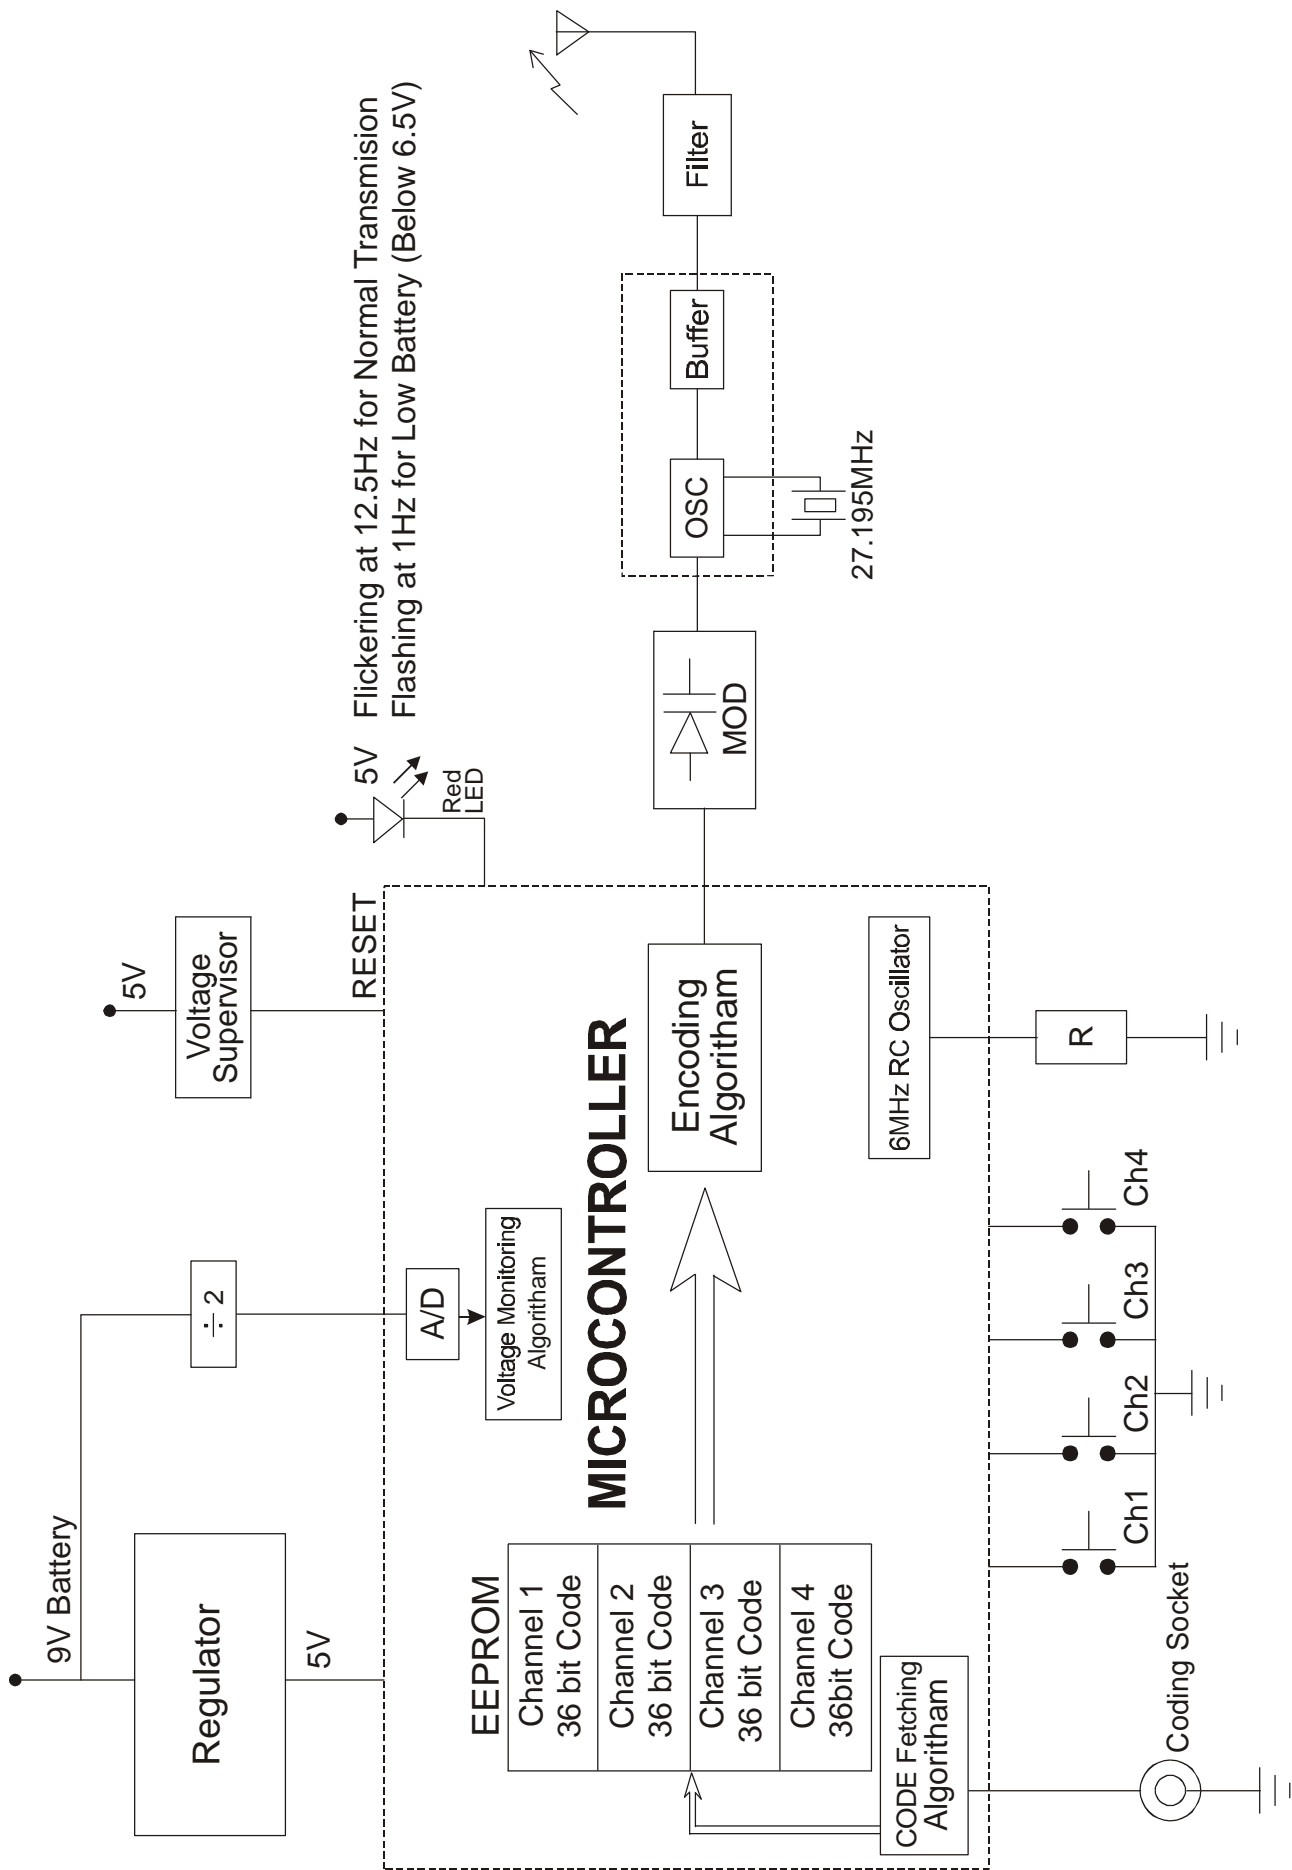 9V Battery
Regulator
5V
÷ 2
5V
Voltage
Supervisor
RESET
5V
Flickering at 12.5Hz for Normal Transmision
Flashing at 1Hz for Low Battery (Below 6.5V)
Red
LED
A/D
Voltage Monitoring
Algoritham
MICROCONTROLLER
EEPROM
Channel 1
36 bit Code
Channel 2
36 bit Code
Channel 3
36 bit Code
Channel 4
36bit Code
Encoding
Algoritham
MOD
OSC
Buffer
Filter
27.195MHz
CODE Fetching
Algoritham
6MHz RC Oscillator
R
Coding Socket
Ch1
Ch2
Ch3
Ch4